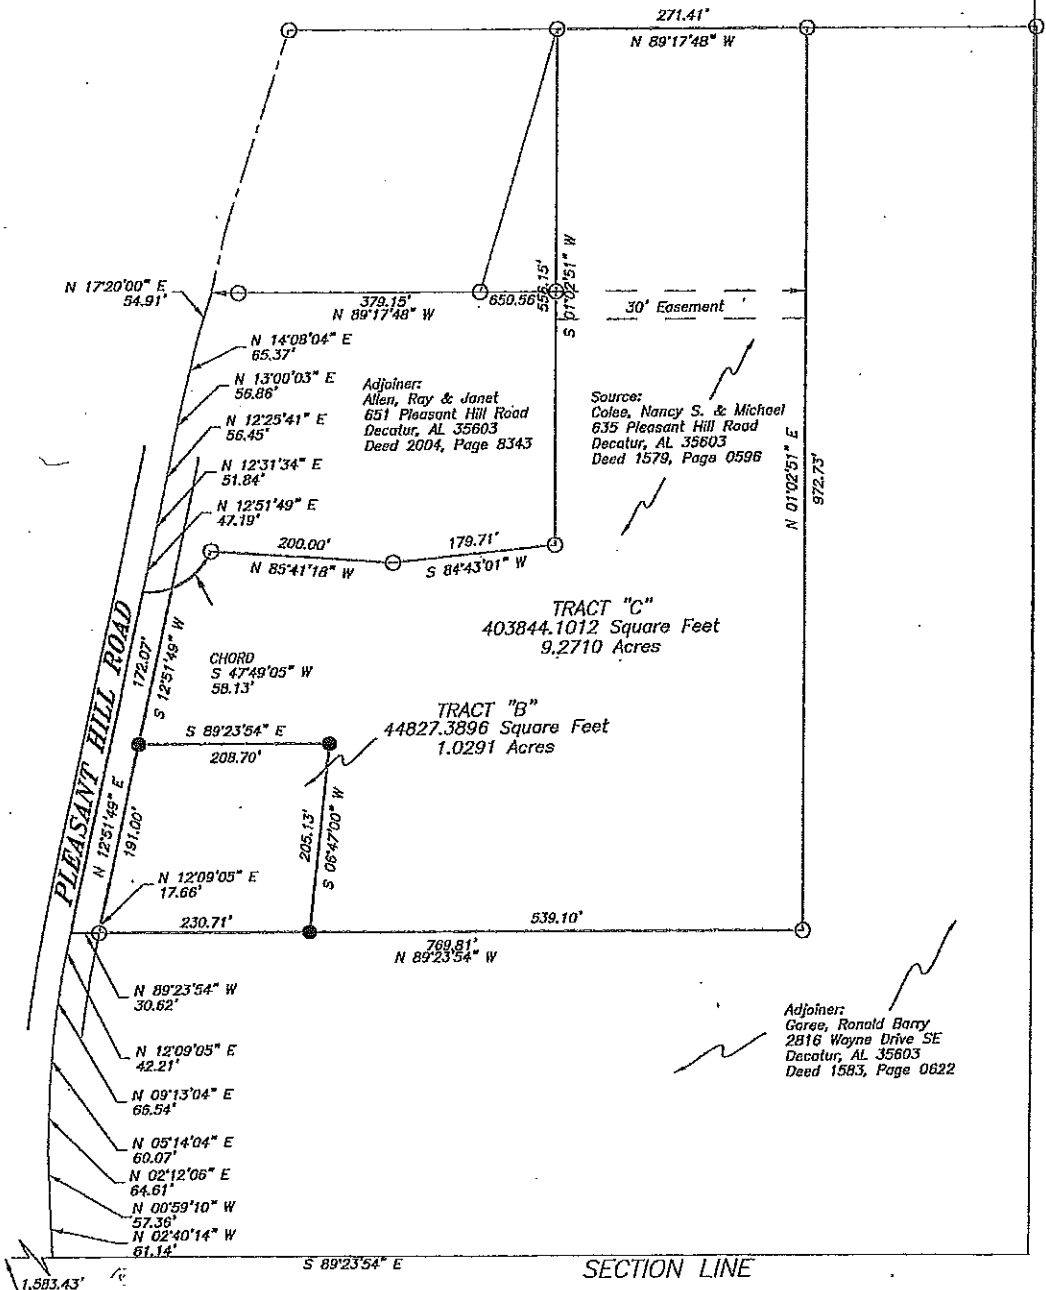 271.41'
N 89°17'48" W
N 17°20'00" E
54.91'
379.15'
N 89°17'48" W
650.56'
556.15'
S 01°02'51" W
30' Easement
N 14°08'04" E
65.37'
N 13°00'03" E
56.86'
N 12°25'41" E
56.45'
N 12°31'34" E
51.84'
N 12°51'49" E
47.19'
Adjoiner:
Allen, Ray & Janet
651 Pleasant Hill Road
Decatur, AL 35603
Deed 2004, Page 8343
Source:
Colee, Nancy S. & Michael
635 Pleasant Hill Road
Decatur, AL 35603
Deed 1579, Page 0596
N 01°02'51" E
972.73'
200.00'
N 85°41'18" W
179.71'
S 84°43'01" W
TRACT "C"
403844.1012 Square Feet
9.2710 Acres
PLEASANT HILL ROAD
172.07'
S 12°51'49" W
CHORD
S 47°49'05" W
58.13'
TRACT "B"
44827.3896 Square Feet
1.0291 Acres
S 89°23'54" E
208.70'
N 12°51'49" E
191.00'
205.13'
S 06°47'00" W
N 12°09'05" E
17.66'
230.71'
539.10'
769.81'
N 89°23'54" W
N 89°23'54" W
30.62'
N 12°09'05" E
42.21'
N 09°13'04" E
66.54'
N 05°14'04" E
60.07'
N 02°12'06" E
64.61'
N 00°59'10" W
57.36'
N 02°40'14" W
61.14'
Adjoiner:
Goree, Ronald Barry
2816 Wayne Drive SE
Decatur, AL 35603
Deed 1583, Page 0622
S 89°23'54" E
SECTION LINE
1,583.43'